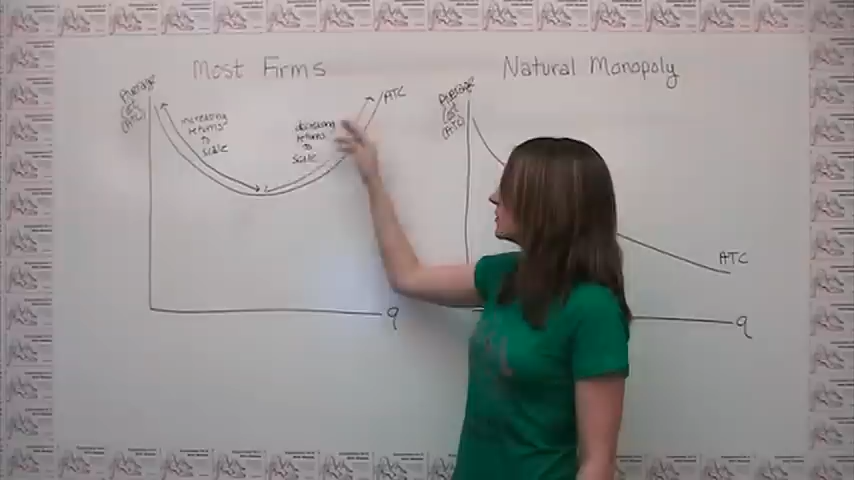 Most Firms
Average
Cost
(ATC)
increasing
returns
to
scale
decreasing
returns
to
scale
ATC
q
Natural Monopoly
Average
Cost
(ATC)
ATC
q